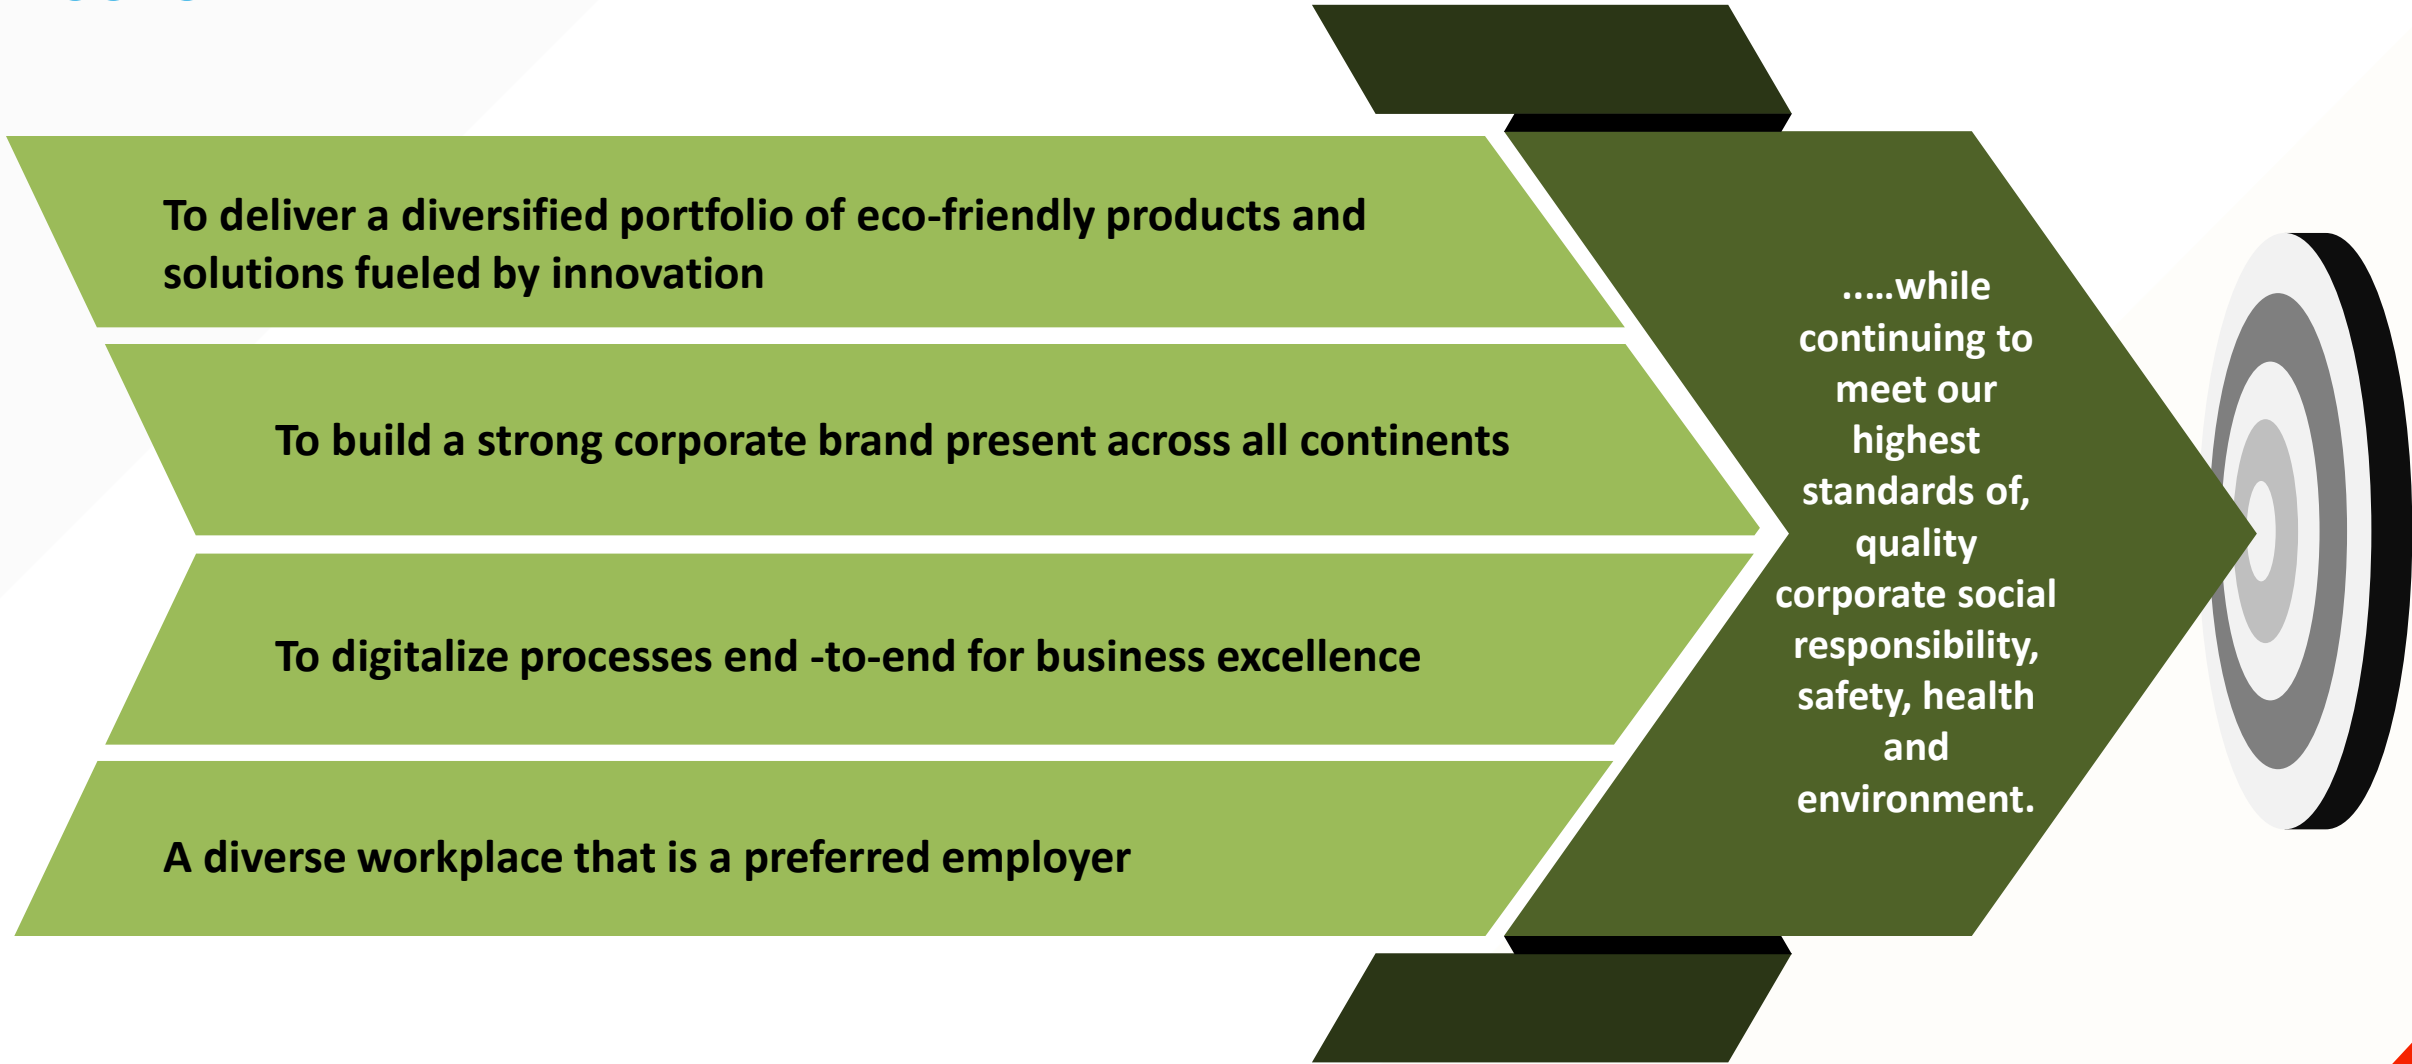 To deliver a diversified portfolio of eco-friendly products and
solutions fueled by innovation
To build a strong corporate brand present across all continents
To digitalize processes end -to-end for business excellence
A diverse workplace that is a preferred employer
.....while
continuing to
meet our
highest
standards of,
quality
corporate social
responsibility,
safety, health
and
environment.